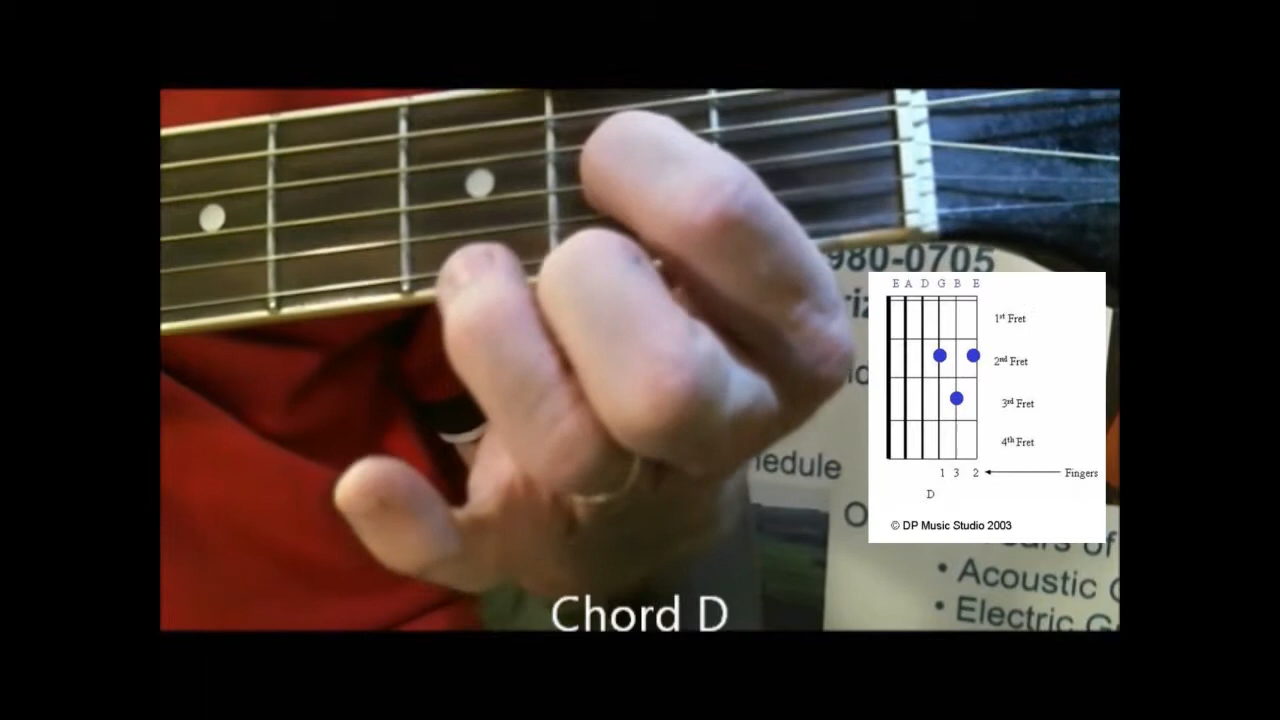 980-0705
E A D G B E
1st Fret
2nd Fret
3rd Fret
4th Fret
1 3 2 Fingers
D
© DP Music Studio 2003
• Acoustic
• Electric
Chord D